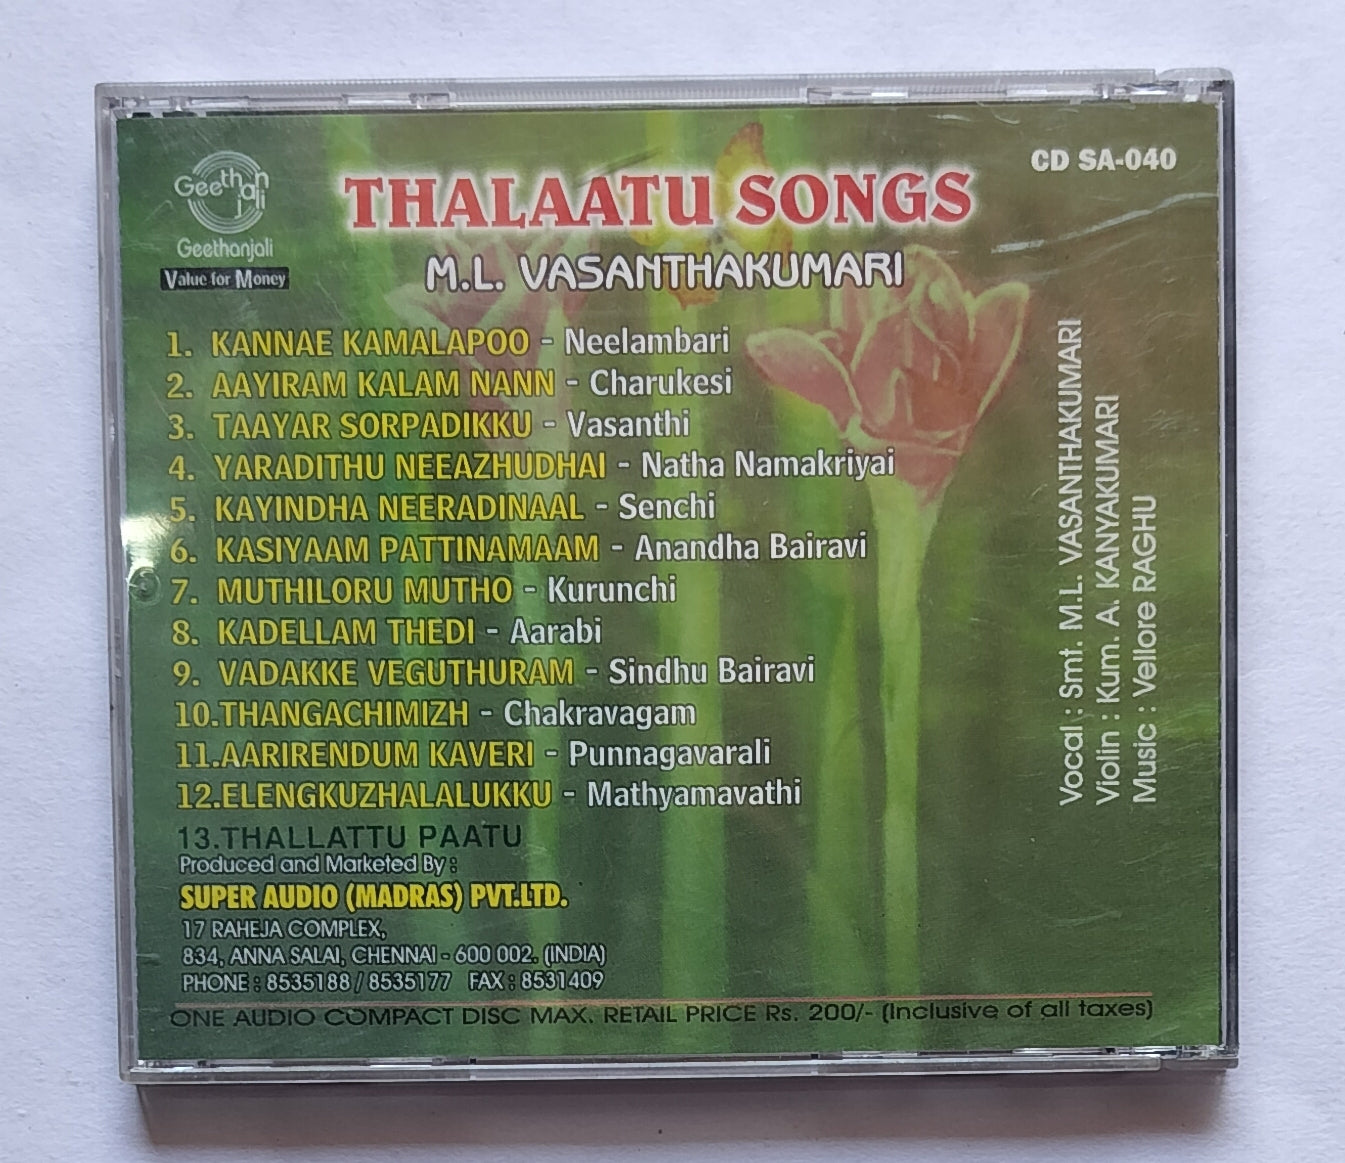 Geethanjali
Geethanjali
Value for Money
THALAATU SONGS
CD SA-040
M.L. VASANTHAKUMARI
1. KANNAE KAMALAPOO - Neelambari
2. AAYIRAM KALAM NANN - Charukesi
3. TAAYAR SORPADIKKU - Vasanthi
4. YARADITHU NEEAZHUDHAI - Natha Namakriyai
5. KAYINDHA NEERADINAAL - Senchi
6. KASIYAAM PATTINAMAAM - Anandha Bairavi
7. MUTHILORU MUTHO - Kurunchi
8. KADELLAM THEDI - Aarabi
9. VADAKKE VEGUTHURAM - Sindhu Bairavi
10.THANGACHIMIZH - Chakravagam
11.AARIRENDUM KAVERI - Punnagavarali
12.ELENGKUZHALALUKKU - Mathyamavathi
13.THALLATTU PAATU
Produced and Marketed By :
SUPER AUDIO (MADRAS) PVT.LTD.
17 RAHEJA COMPLEX,
834, ANNA SALAI, CHENNAI - 600 002. (INDIA)
PHONE : 8535188 / 8535177 FAX : 8531409
ONE AUDIO COMPACT DISC MAX. RETAIL PRICE Rs. 200/- (Inclusive of all taxes)
Vocal : Smt. M.L. VASANTHAKUMARI
Violin : Kum. A. KANYAKUMARI
Music : Vellore RAGHU